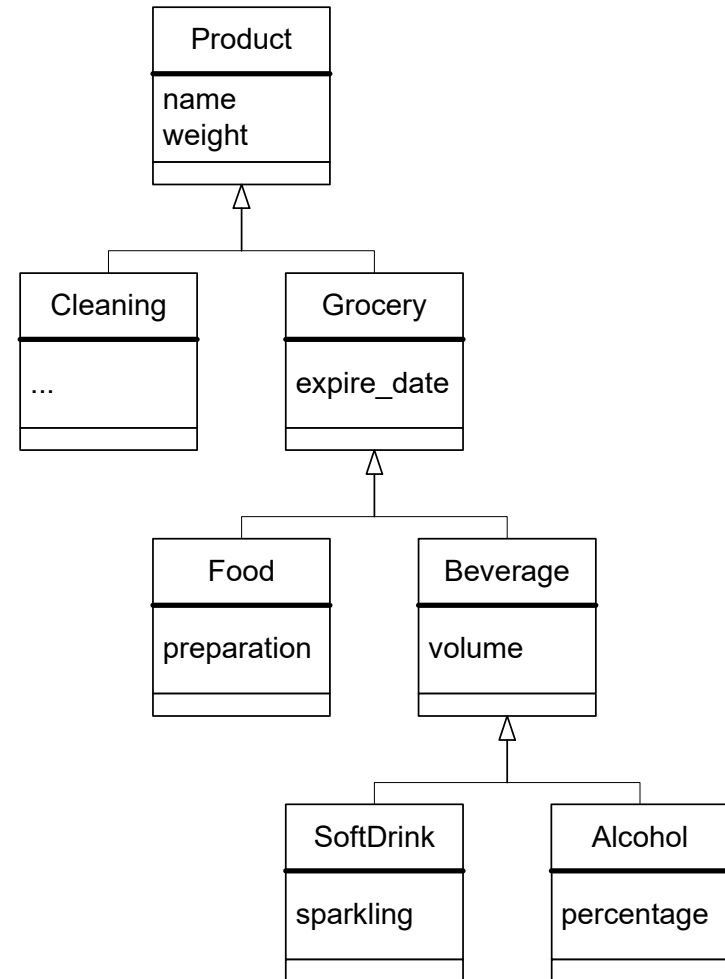 Product
name
weight
Cleaning
...
Grocery
expire_date
Food
preparation
Beverage
volume
SoftDrink
sparkling
Alcohol
percentage